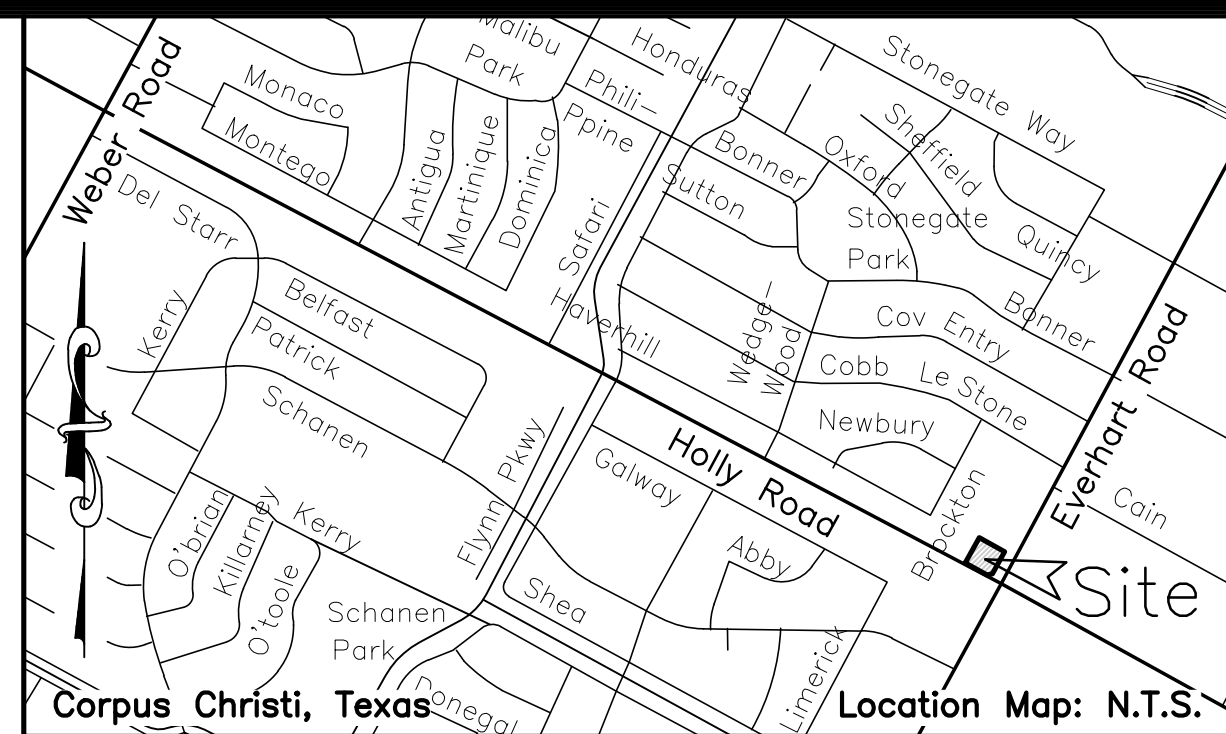 Malibu
Park
Honduras
Stonegate Way
Weber Road
Monaco
Montego
Phili–
Ppine
Antigua
Martinique
Dominica
Safari
Bonner
Oxford
Sheffield
Sutton
Stonegate
Park
Quincy
Del Starr
Kerry
Belfast
Patrick
Schanen
Haverhill
Wedge–
Wood
Cov Entry
Bonner
Cobb Le Stone
Newbury
Everhart Road
Holly Road
Galway
Flynn Pkwy
Brockton
Cain
O'brian
Killarney
O'toole
Kerry
Abby
Site
Shea
Schanen
Park
Limerick
Donegal
Corpus Christi, Texas
Location Map: N.T.S.